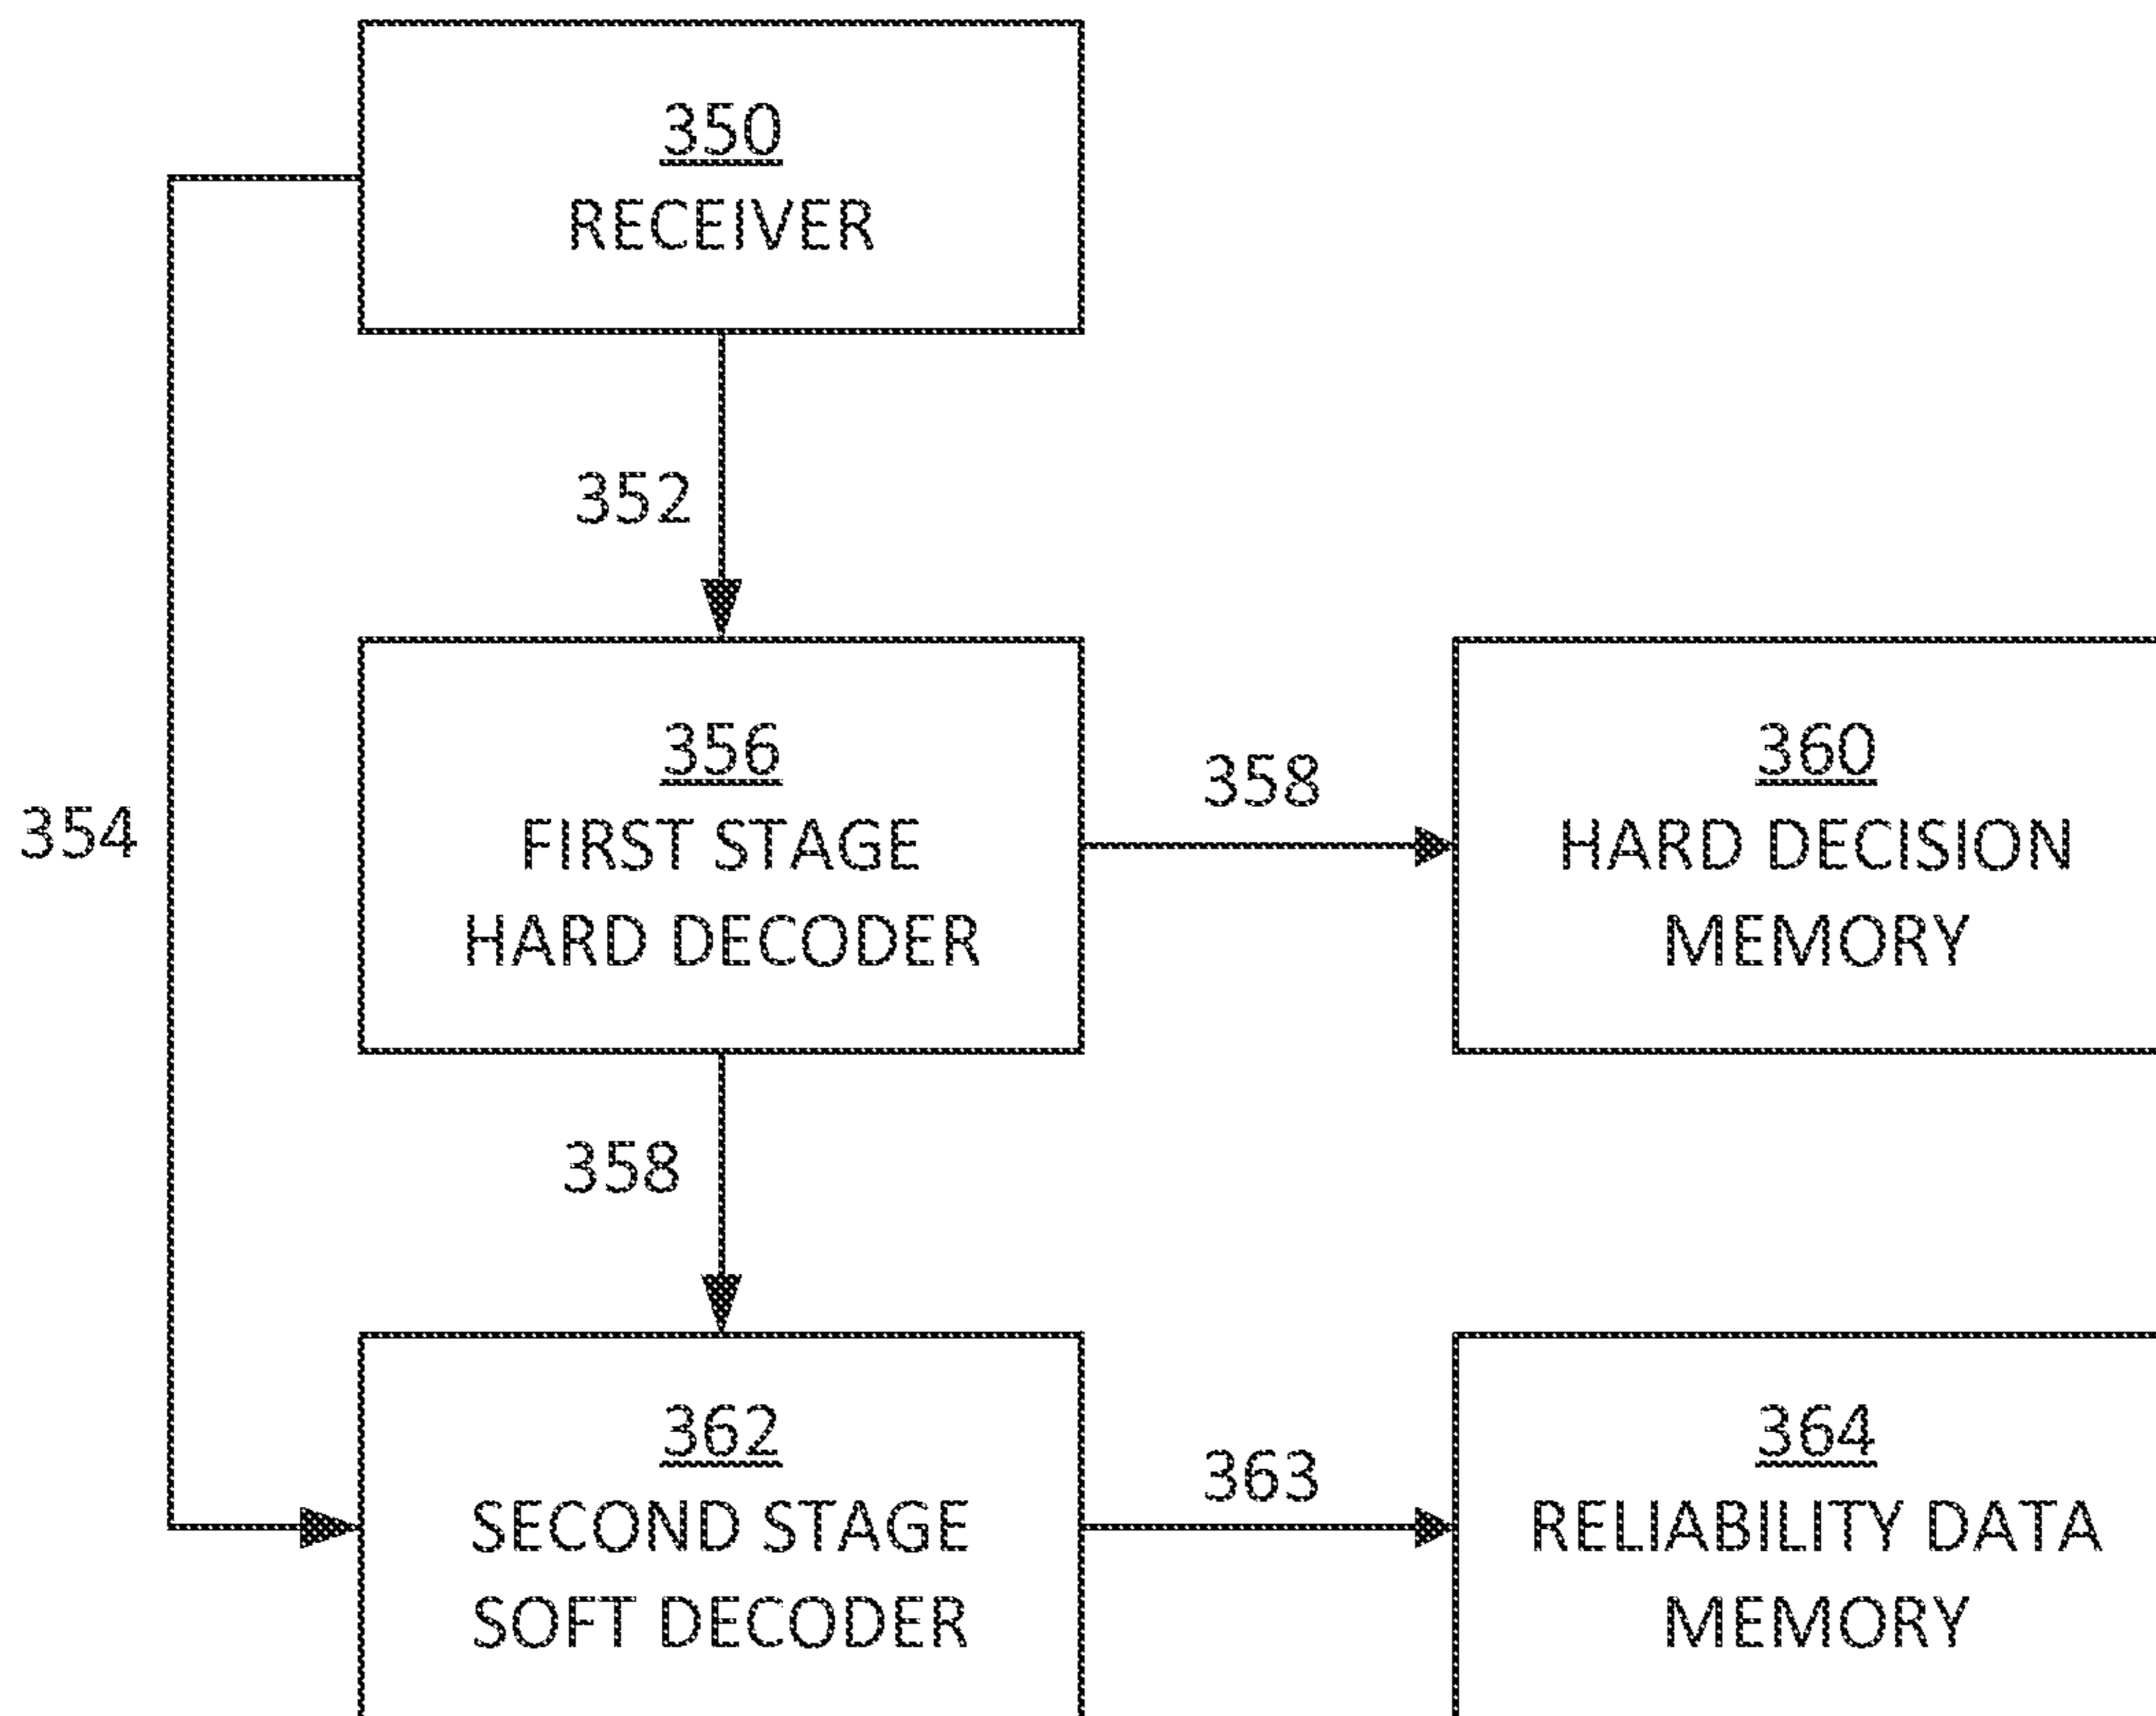 350
RECEIVER
352
354
356
FIRST STAGE
HARD DECODER
358
360
HARD DECISION
MEMORY
358
362
SECOND STAGE
SOFT DECODER
363
364
RELIABILITY DATA
MEMORY